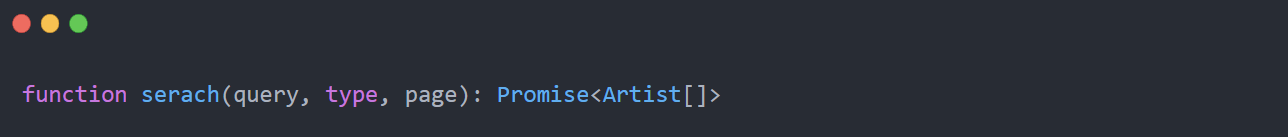 function serach(query, type, page): Promise<Artist[]>